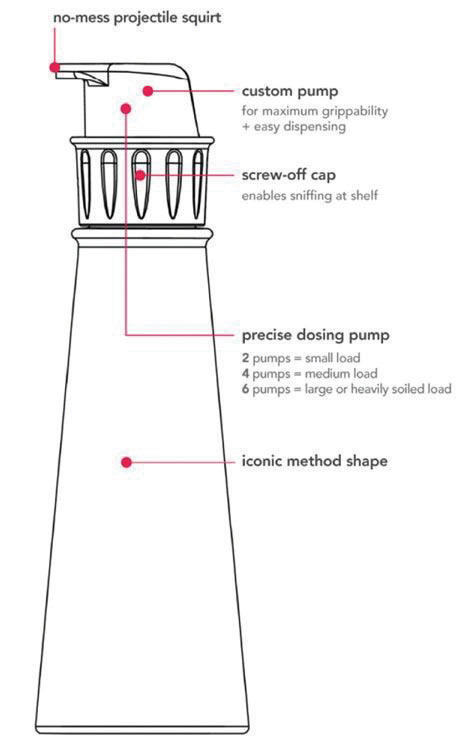 no-mess projectile squirt
custom pump
for maximum grippability
+ easy dispensing
screw-off cap
enables sniffing at shelf
precise dosing pump
2 pumps = small load
4 pumps = medium load
6 pumps = large or heavily soiled load
iconic method shape